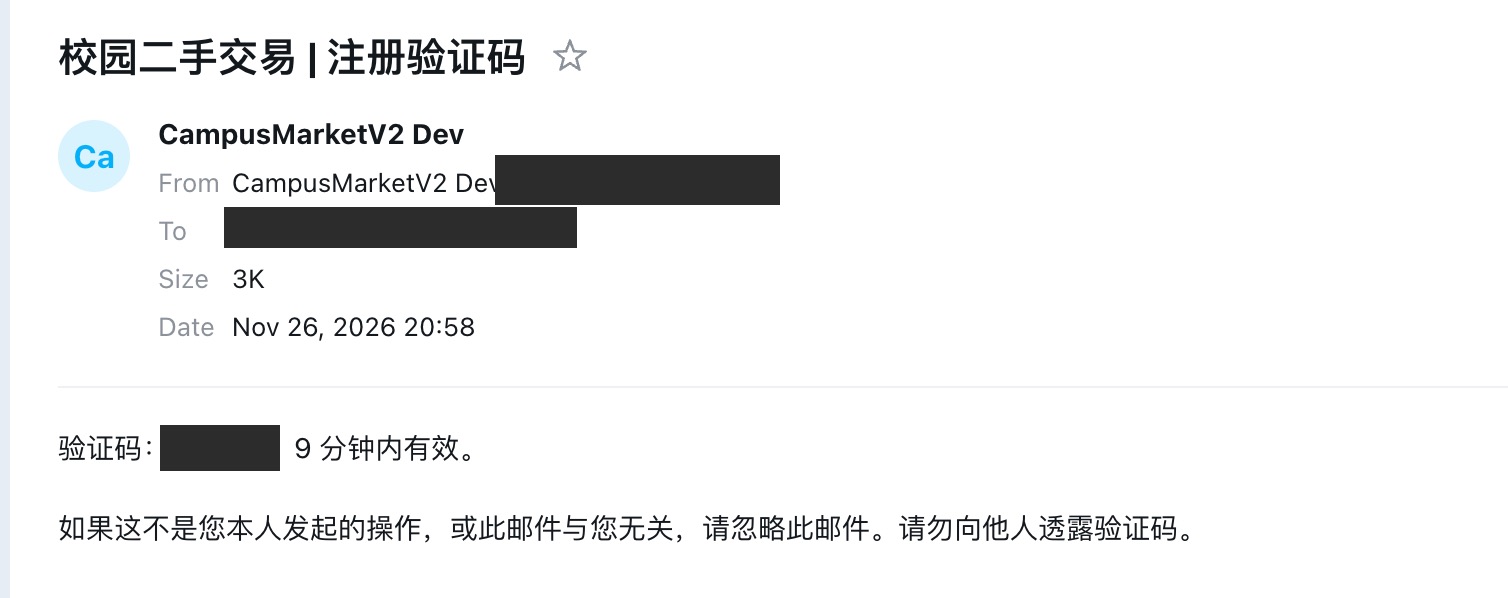 校园二手交易 | 注册验证码
Ca
CampusMarketV2 Dev
From CampusMarketV2 Dev
To
Size 3K
Date Nov 26, 2026 20:58
验证码： 9 分钟内有效。
如果这不是您本人发起的操作，或此邮件与您无关，请忽略此邮件。请勿向他人透露验证码。